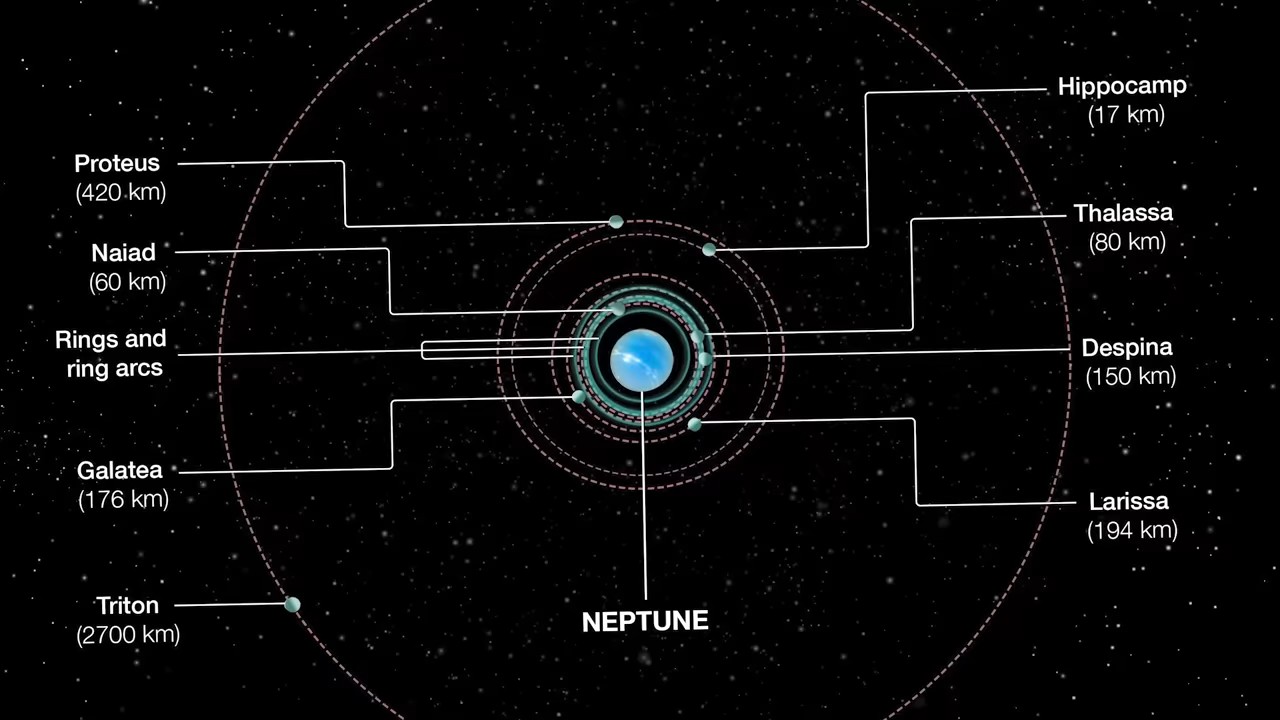 Proteus
(420 km)
Naiad
(60 km)
Rings and
ring arcs
Galatea
(176 km)
Triton
(2700 km)
NEPTUNE
Hippocamp
(17 km)
Thalassa
(80 km)
Despina
(150 km)
Larissa
(194 km)